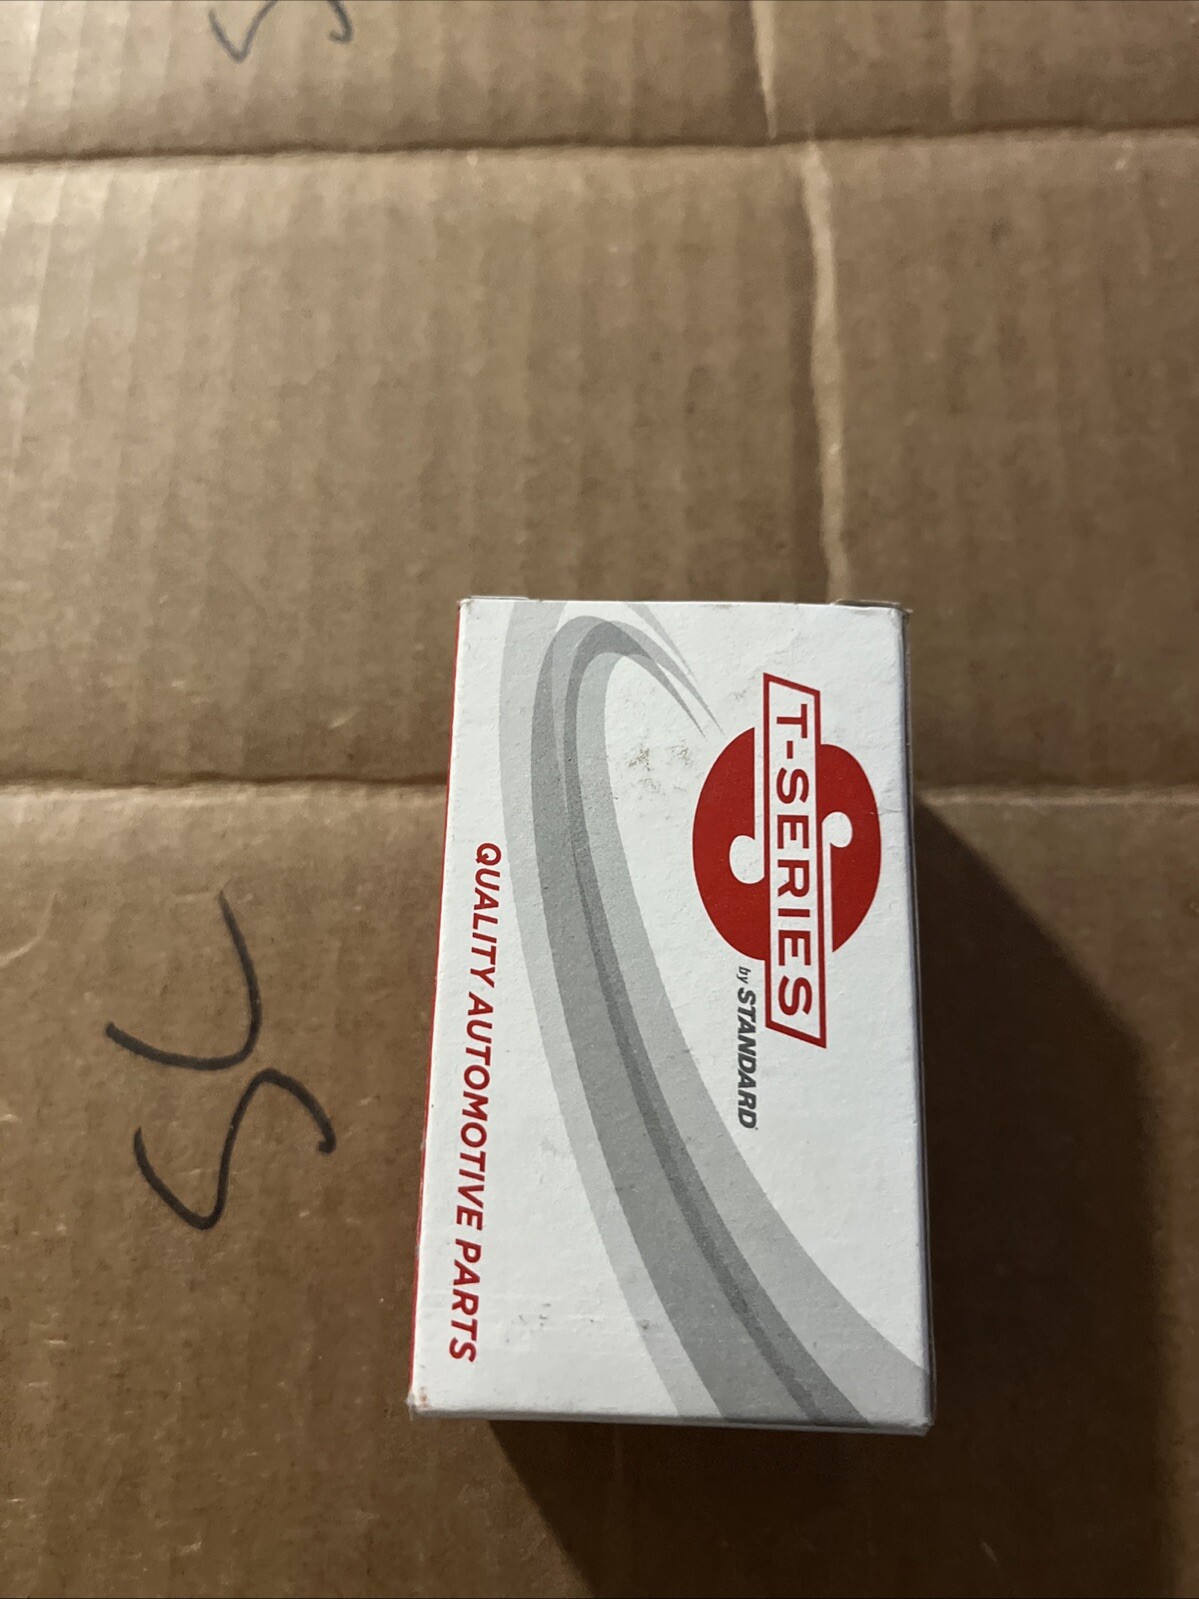 T-SERIES
by STANDARD
QUALITY AUTOMOTIVE PARTS